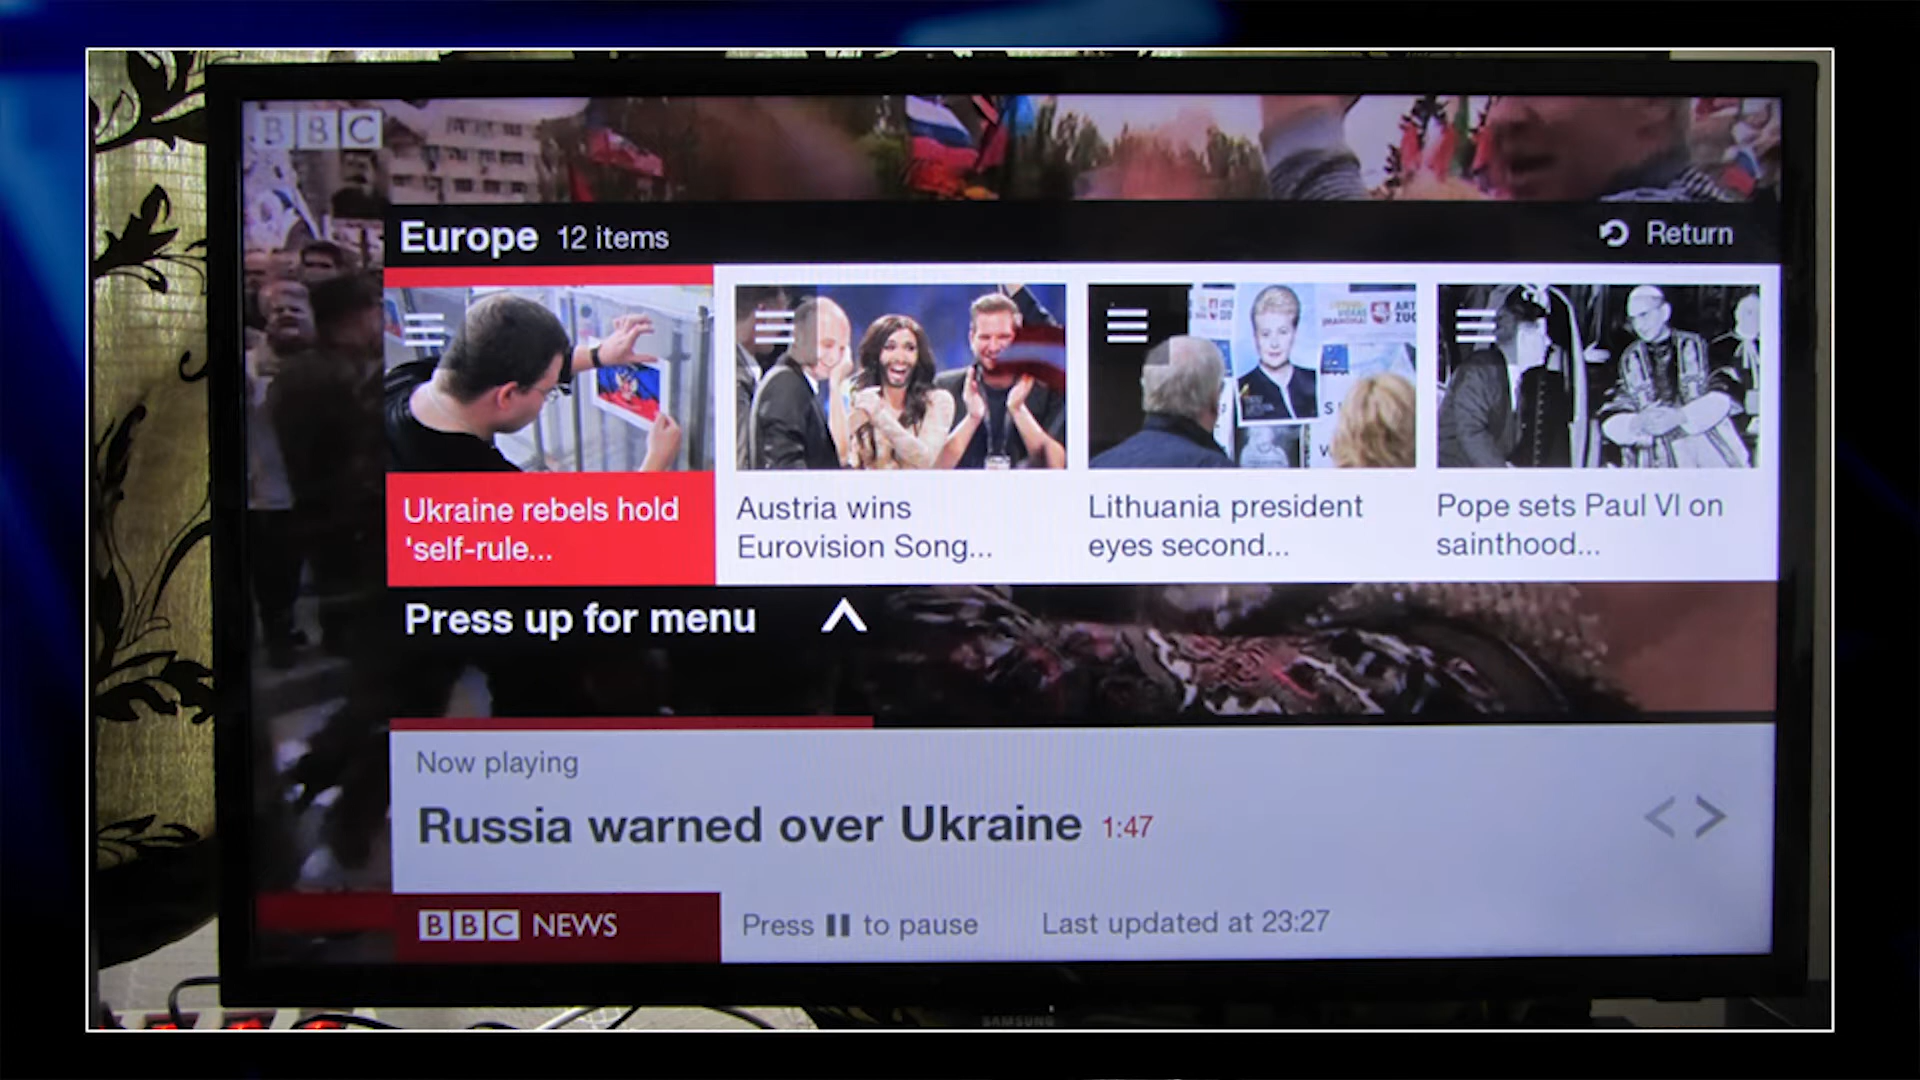 BBC
Europe 12 items
Return
Ukraine rebels hold
'self-rule...
Austria wins
Eurovision Song...
Lithuania president
eyes second...
Pope sets Paul VI on
sainthood...
Press up for menu
Now playing
Russia warned over Ukraine 1:47
BBC NEWS
Press to pause
Last updated at 23:27
SAMSUNG